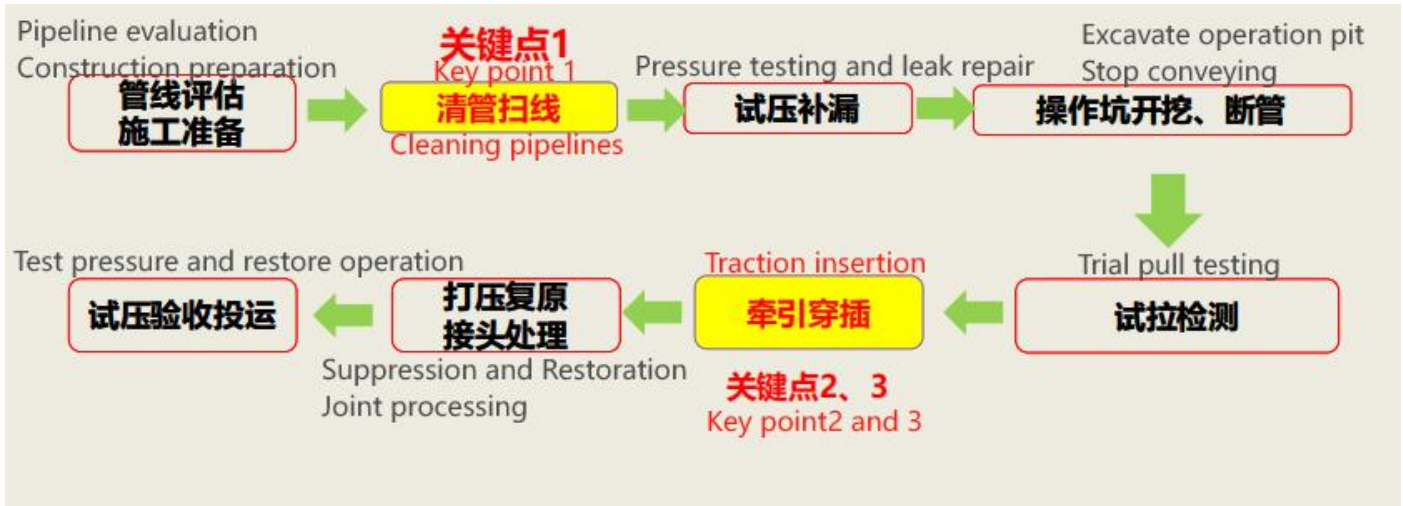 Pipeline evaluation
Construction preparation
管线评估
施工准备
关键点1
Key point 1
清管扫线
Cleaning pipelines
Pressure testing and leak repair
试压补漏
Excavate operation pit
Stop conveying
操作坑开挖、断管
Trial pull testing
试拉检测
Traction insertion
牵引穿插
关键点2、3
Key point2 and 3
打压复原
接头处理
Suppression and Restoration
Joint processing
Test pressure and restore operation
试压验收投运